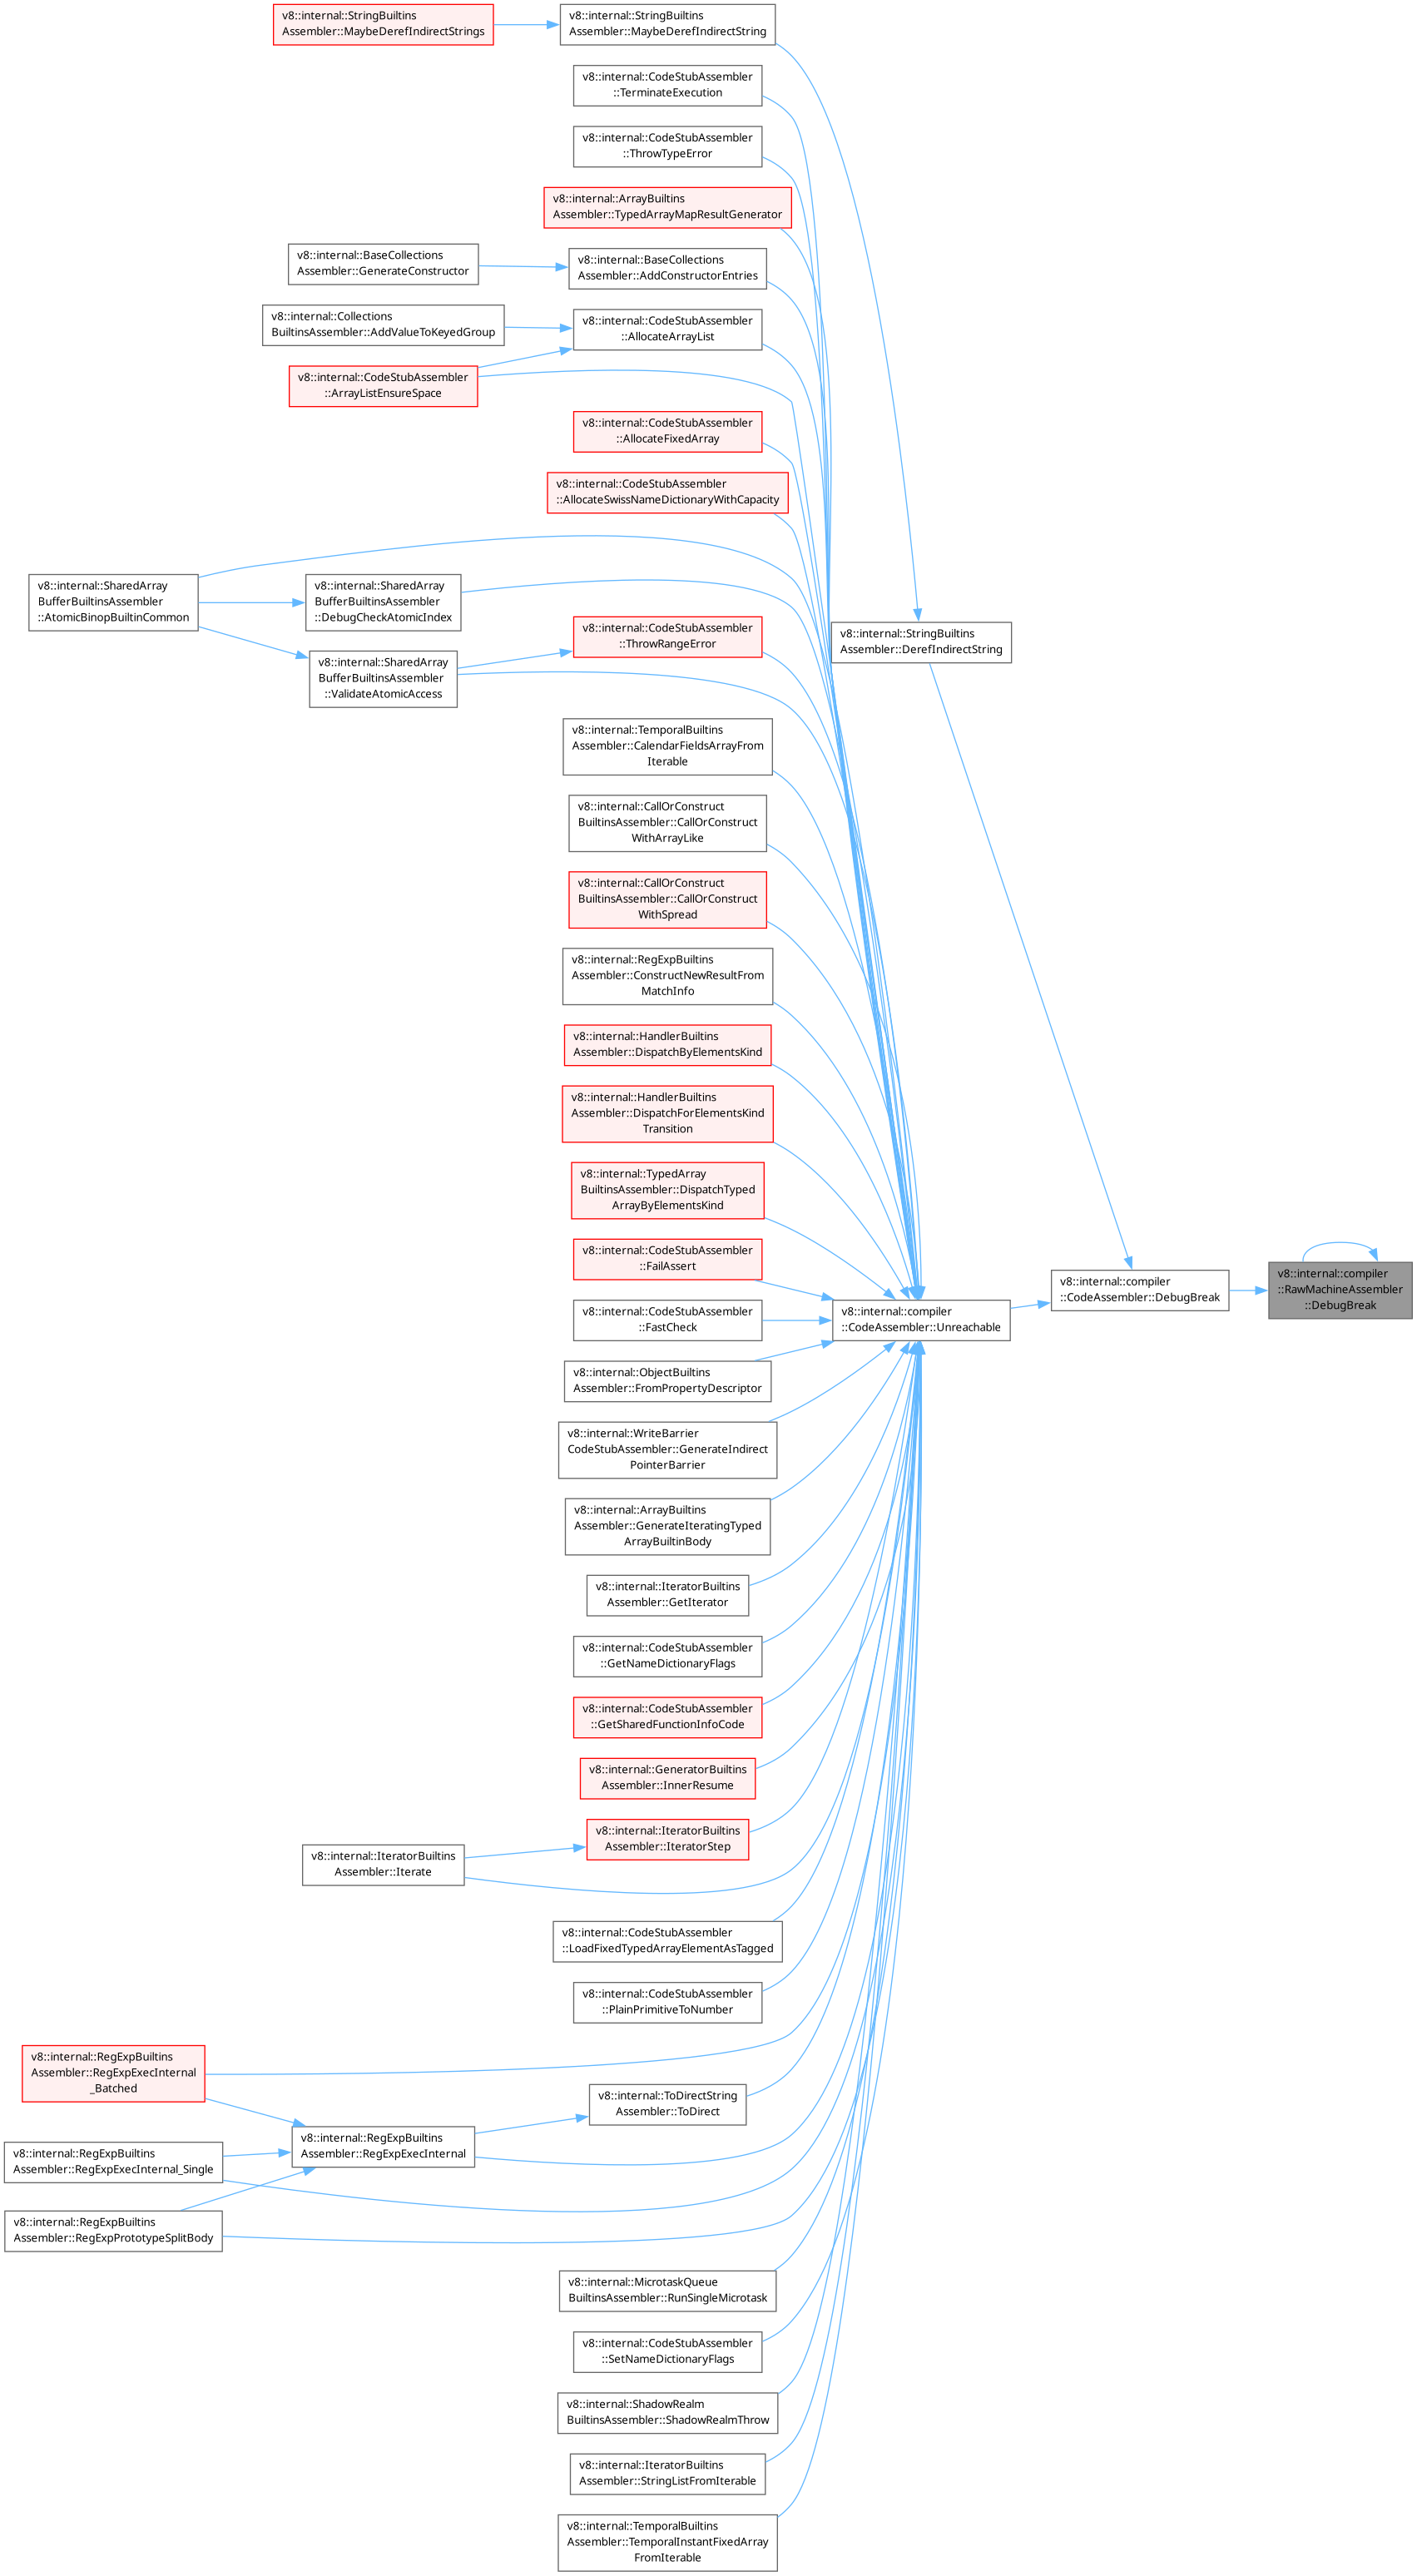 v8::internal::StringBuiltins
Assembler::MaybeDerefIndirectStrings
v8::internal::StringBuiltins
Assembler::MaybeDerefIndirectString
v8::internal::CodeStubAssembler
::TerminateExecution
v8::internal::CodeStubAssembler
::ThrowTypeError
v8::internal::ArrayBuiltins
Assembler::TypedArrayMapResultGenerator
v8::internal::BaseCollections
Assembler::GenerateConstructor
v8::internal::BaseCollections
Assembler::AddConstructorEntries
v8::internal::Collections
BuiltinsAssembler::AddValueToKeyedGroup
v8::internal::CodeStubAssembler
::AllocateArrayList
v8::internal::CodeStubAssembler
::ArrayListEnsureSpace
v8::internal::CodeStubAssembler
::AllocateFixedArray
v8::internal::CodeStubAssembler
::AllocateSwissNameDictionaryWithCapacity
v8::internal::SharedArray
BufferBuiltinsAssembler
::AtomicBinopBuiltinCommon
v8::internal::SharedArray
BufferBuiltinsAssembler
::DebugCheckAtomicIndex
v8::internal::CodeStubAssembler
::ThrowRangeError
v8::internal::StringBuiltins
Assembler::DerefIndirectString
v8::internal::SharedArray
BufferBuiltinsAssembler
::ValidateAtomicAccess
v8::internal::TemporalBuiltins
Assembler::CalendarFieldsArrayFrom
Iterable
v8::internal::CallOrConstruct
BuiltinsAssembler::CallOrConstruct
WithArrayLike
v8::internal::CallOrConstruct
BuiltinsAssembler::CallOrConstruct
WithSpread
v8::internal::RegExpBuiltins
Assembler::ConstructNewResultFrom
MatchInfo
v8::internal::HandlerBuiltins
Assembler::DispatchByElementsKind
v8::internal::HandlerBuiltins
Assembler::DispatchForElementsKind
Transition
v8::internal::TypedArray
BuiltinsAssembler::DispatchTyped
ArrayByElementsKind
v8::internal::CodeStubAssembler
::FailAssert
v8::internal::compiler
::CodeAssembler::DebugBreak
v8::internal::compiler
::RawMachineAssembler
::DebugBreak
v8::internal::CodeStubAssembler
::FastCheck
v8::internal::compiler
::CodeAssembler::Unreachable
v8::internal::ObjectBuiltins
Assembler::FromPropertyDescriptor
v8::internal::WriteBarrier
CodeStubAssembler::GenerateIndirect
PointerBarrier
v8::internal::ArrayBuiltins
Assembler::GenerateIteratingTyped
ArrayBuiltinBody
v8::internal::IteratorBuiltins
Assembler::GetIterator
v8::internal::CodeStubAssembler
::GetNameDictionaryFlags
v8::internal::CodeStubAssembler
::GetSharedFunctionInfoCode
v8::internal::GeneratorBuiltins
Assembler::InnerResume
v8::internal::IteratorBuiltins
Assembler::IteratorStep
v8::internal::IteratorBuiltins
Assembler::Iterate
v8::internal::CodeStubAssembler
::LoadFixedTypedArrayElementAsTagged
v8::internal::CodeStubAssembler
::PlainPrimitiveToNumber
v8::internal::RegExpBuiltins
Assembler::RegExpExecInternal
_Batched
v8::internal::ToDirectString
Assembler::ToDirect
v8::internal::RegExpBuiltins
Assembler::RegExpExecInternal
v8::internal::RegExpBuiltins
Assembler::RegExpExecInternal_Single
v8::internal::RegExpBuiltins
Assembler::RegExpPrototypeSplitBody
v8::internal::MicrotaskQueue
BuiltinsAssembler::RunSingleMicrotask
v8::internal::CodeStubAssembler
::SetNameDictionaryFlags
v8::internal::ShadowRealm
BuiltinsAssembler::ShadowRealmThrow
v8::internal::IteratorBuiltins
Assembler::StringListFromIterable
v8::internal::TemporalBuiltins
Assembler::TemporalInstantFixedArray
FromIterable